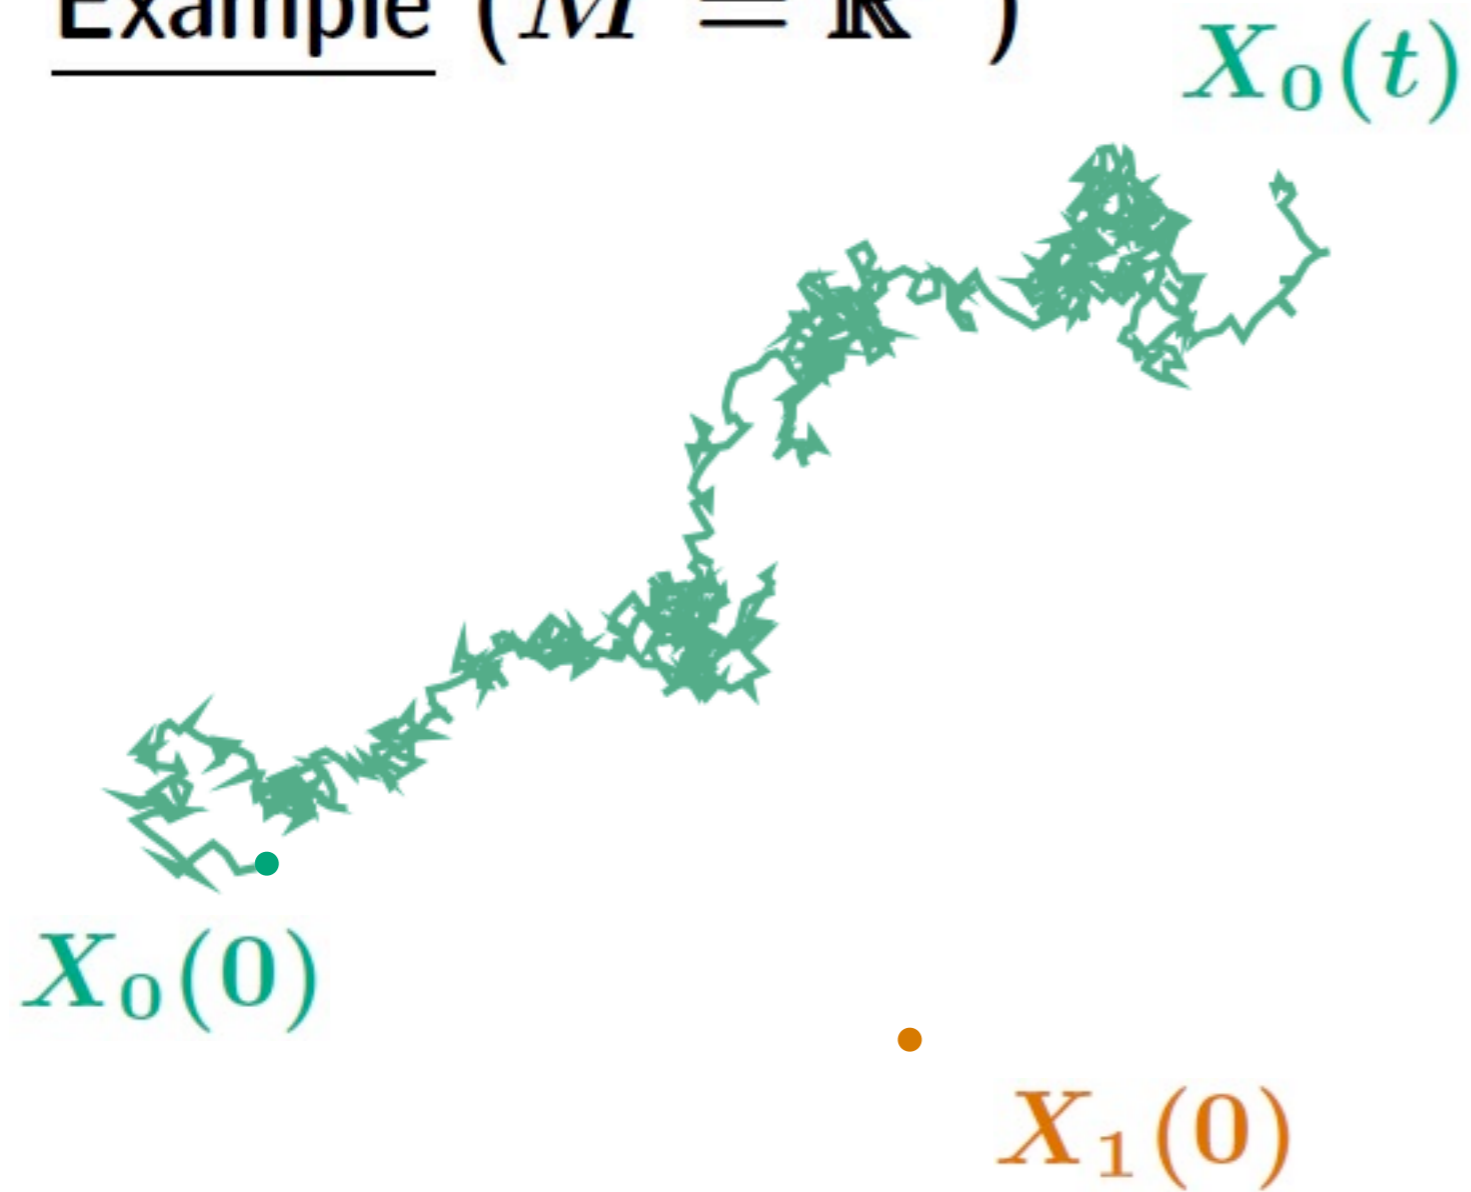 Example (M = ℝ )
X₀(t)
X₀(0)
X₁(0)